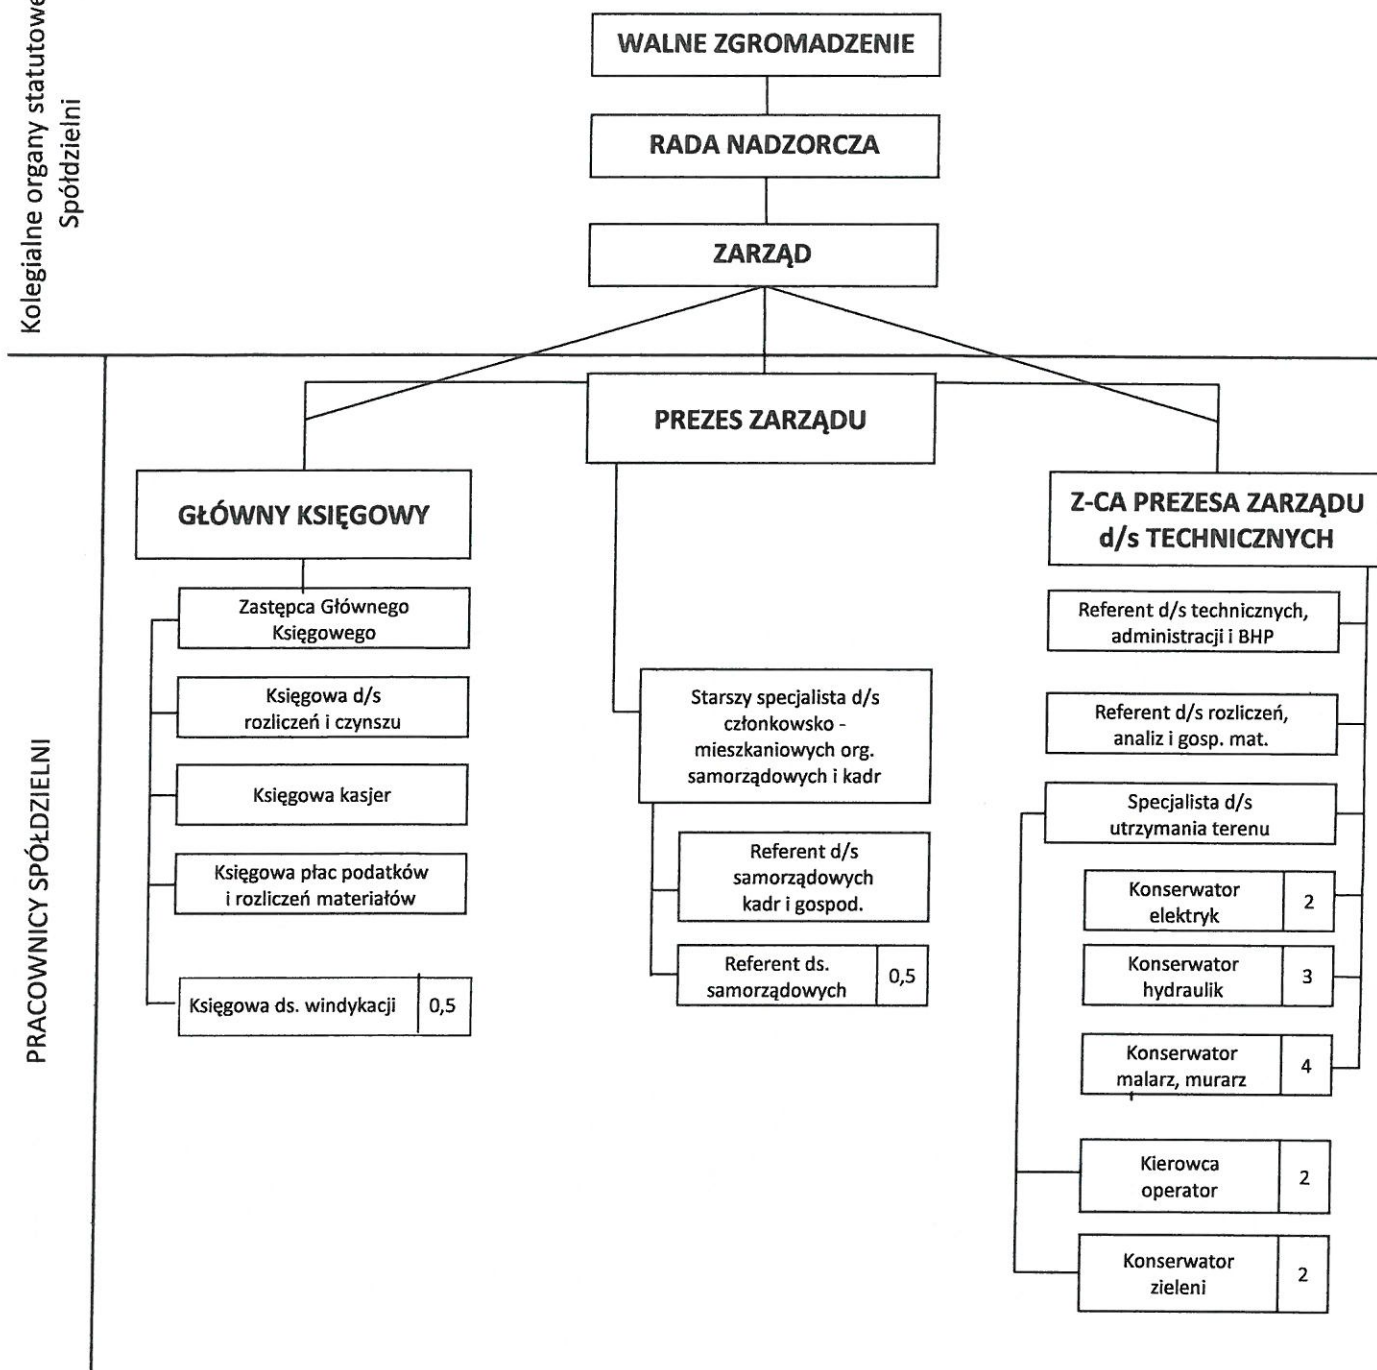 Kolegialne organy statutowe
Spółdzielni
WALNE ZGROMADZENIE
RADA NADZORCZA
ZARZĄD
PRACOWNICY SPÓŁDZIELNI
PREZES ZARZĄDU
GŁÓWNY KSIĘGOWY
Zastępca Głównego
Księgowego
Księgowa d/s
rozliczeń i czynszu
Księgowa kasjer
Księgowa płac podatków
i rozliczeń materiałów
Księgowa ds. windykacji 0,5
Starszy specjalista d/s
członkowsko -
mieszkaniowych org.
samorządowych i kadr
Referent d/s
samorządowych
kadr i gospod.
Referent ds.
samorządowych 0,5
Z-CA PREZESA ZARZĄDU
d/s TECHNICZNYCH
Referent d/s technicznych,
administracji i BHP
Referent d/s rozliczeń,
analiz i gosp. mat.
Specjalista d/s
utrzymania terenu
Konserwator
elektryk 2
Konserwator
hydraulik 3
Konserwator
malarz, murarz 4
Kierowca
operator 2
Konserwator
zieleni 2